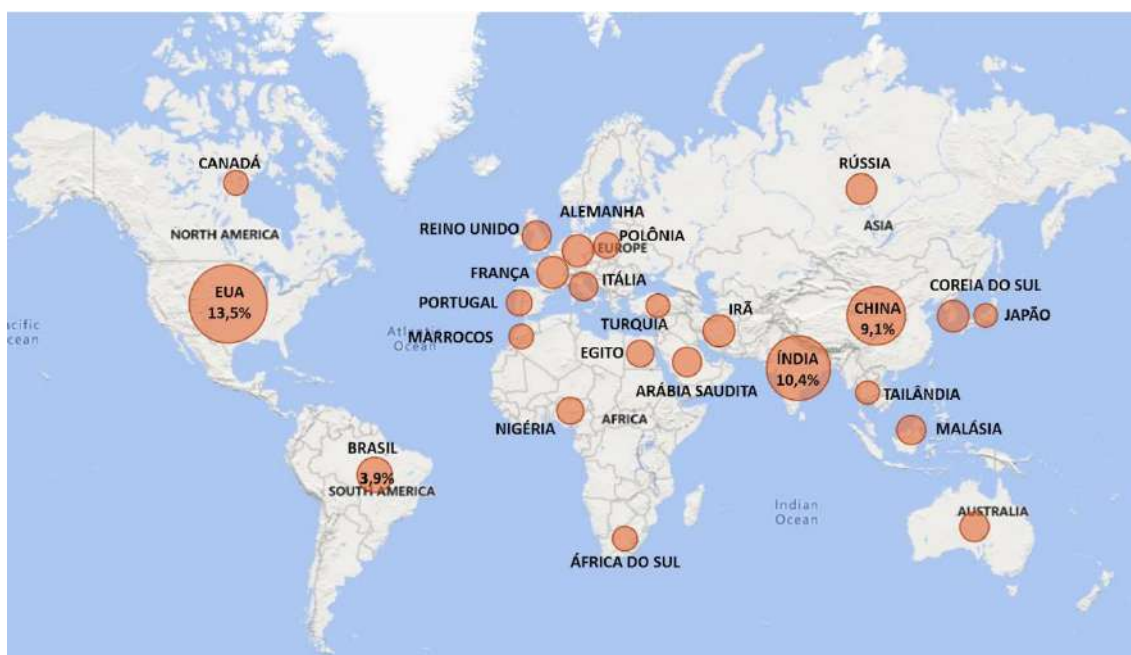 CANADÁ
RÚSSIA
ALEMANHA
REINO UNIDO
POLÔNIA
NORTH AMERICA
ASIA
EUROPE
FRANÇA
ITÁLIA
COREIA DO SUL
EUA
13,5%
PORTUGAL
IRÃ
CHINA
9,1%
JAPÃO
TURQUIA
acific
Ocean
MARROCOS
Ocean
EGITO
ÍNDIA
10,4%
ARÁBIA SAUDITA
TAILÂNDIA
NIGÉRIA
AFRICA
MALÁSIA
BRASIL
3,9%
SOUTH AMERICA
Indian
Ocean
AUSTRALIA
ÁFRICA DO SUL